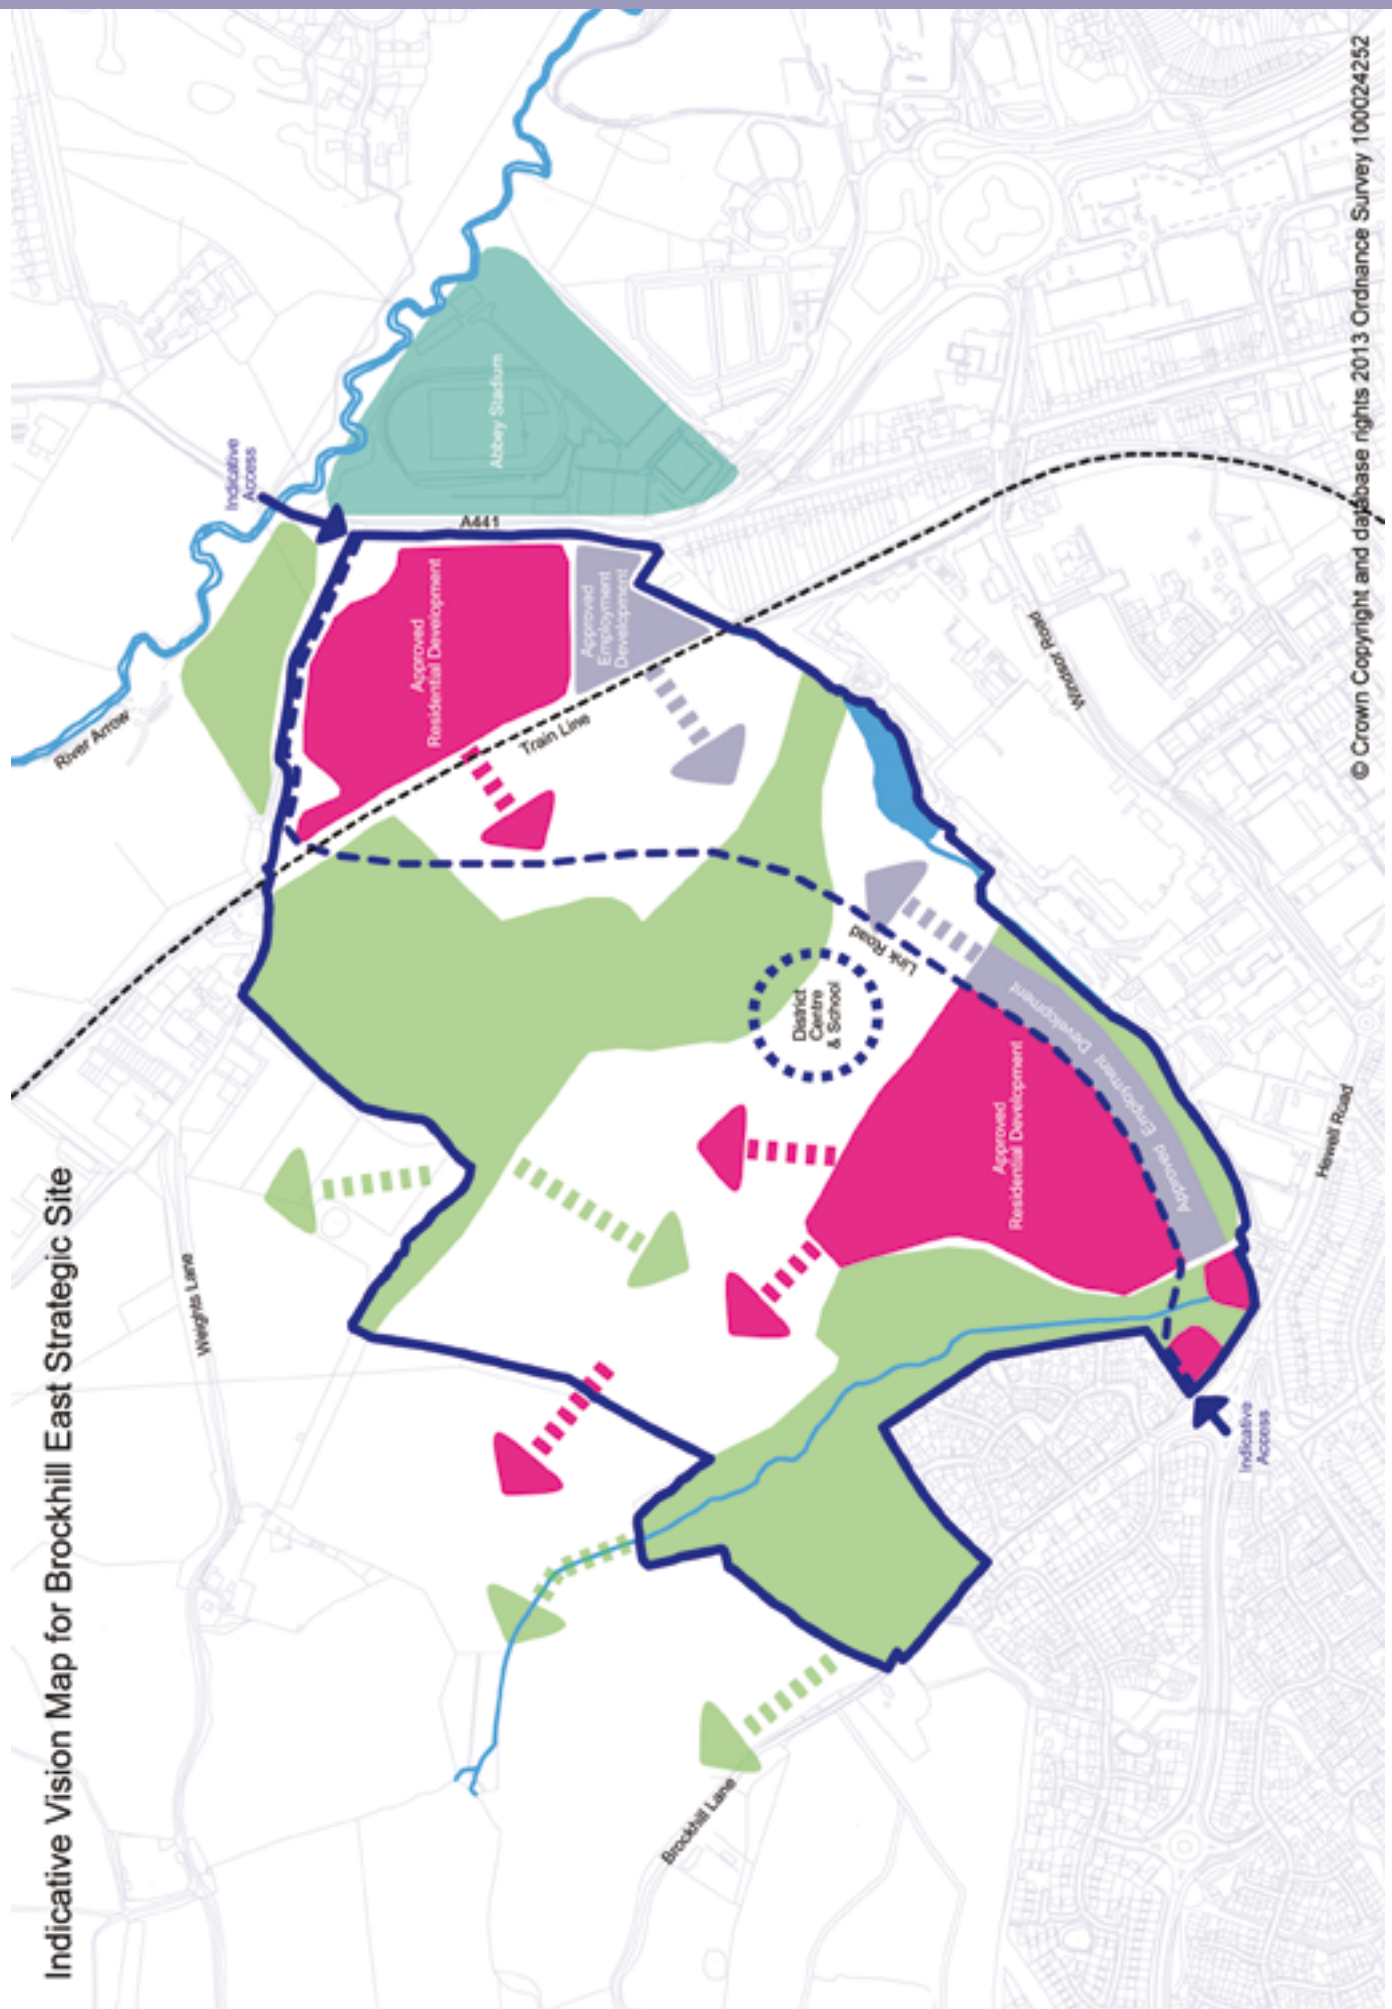 Indicative Vision Map for Brockhill East Strategic Site
River Arrow
Indicative
Access
Abbey Stadium
A441
Approved
Residential Development
Approved
Employment
Development
Train Line
Weights Lane
Link Road
District
Centre
& School
Approved
Residential Development
Approved Employment Development
Windsor Road
Hewell Road
Indicative
Access
Brockhill Lane
© Crown Copyright and database rights 2013 Ordnance Survey 100024252